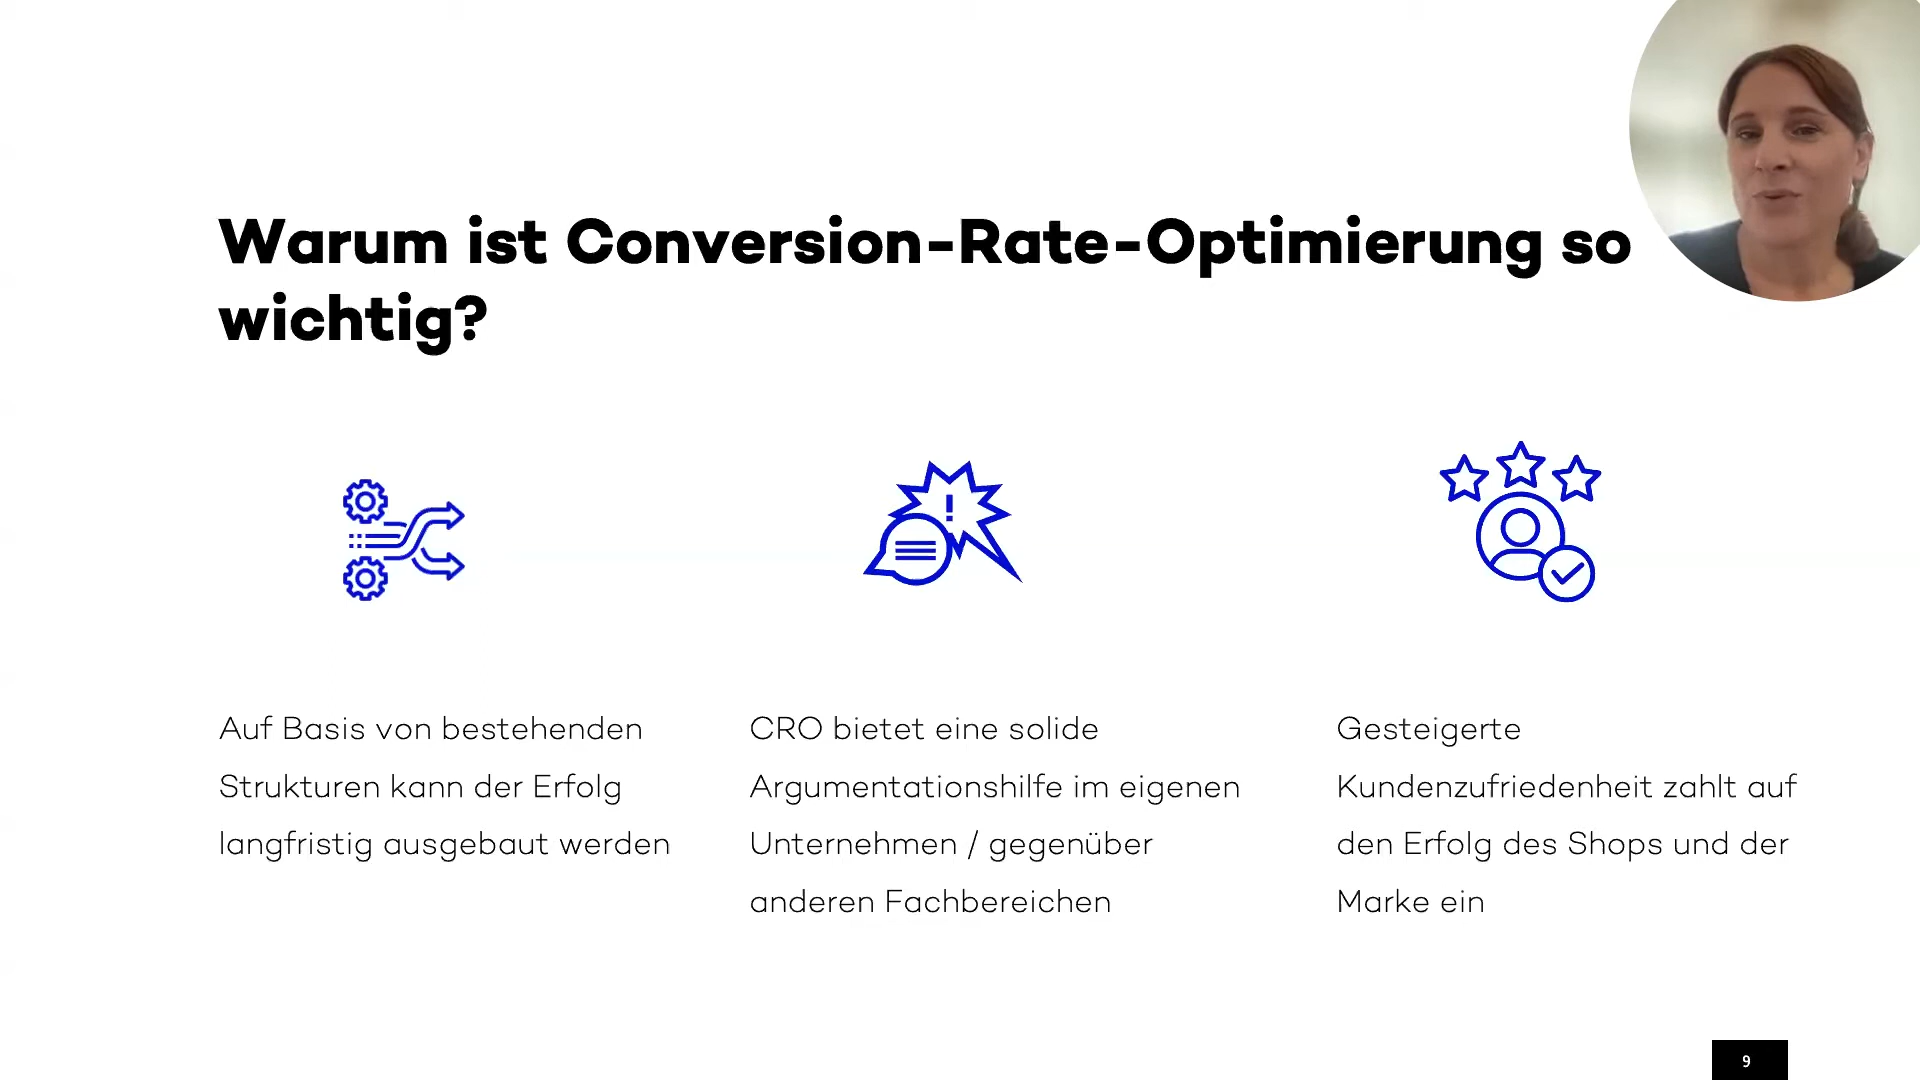 Warum ist Conversion-Rate-Optimierung so
wichtig?
!
Auf Basis von bestehenden
Strukturen kann der Erfolg
langfristig ausgebaut werden
CRO bietet eine solide
Argumentationshilfe im eigenen
Unternehmen / gegenüber
anderen Fachbereichen
Gesteigerte
Kundenzufriedenheit zahlt auf
den Erfolg des Shops und der
Marke ein
9